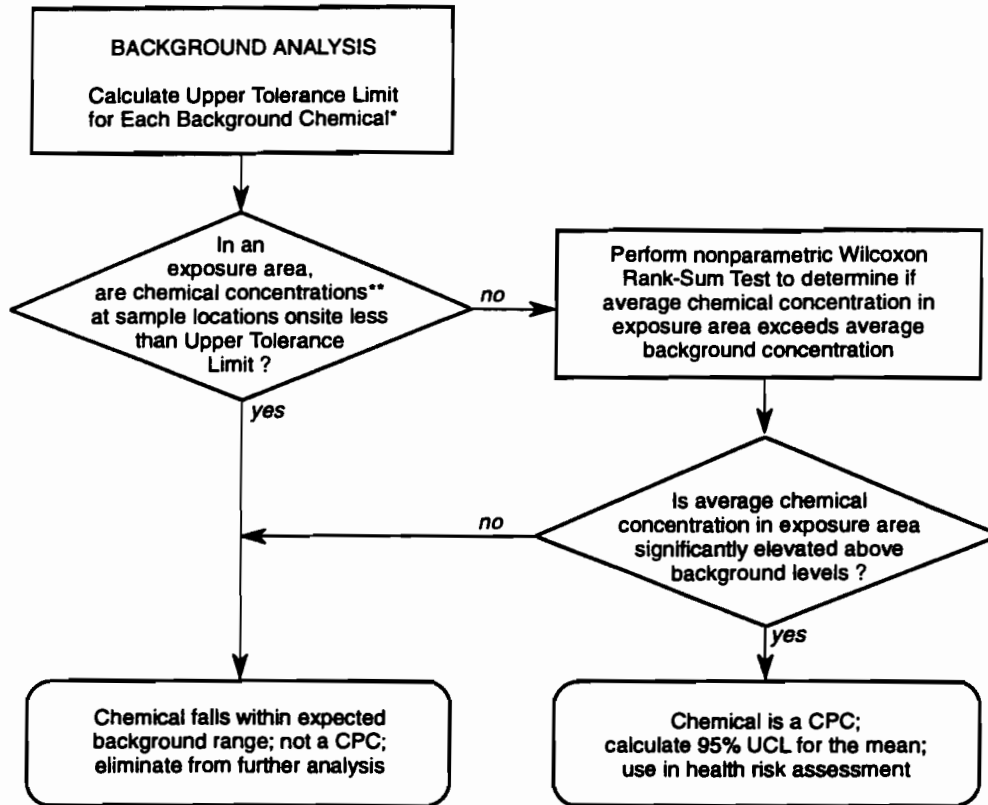 BACKGROUND ANALYSIS
Calculate Upper Tolerance Limit
for Each Background Chemical*
In an
exposure area,
are chemical concentrations**
at sample locations onsite less
than Upper Tolerance
Limit ?
no
yes
Perform nonparametric Wilcoxon
Rank-Sum Test to determine if
average chemical concentration in
exposure area exceeds average
background concentration
Is average chemical
concentration in exposure area
significantly elevated above
background levels ?
no
yes
Chemical falls within expected
background range; not a CPC;
eliminate from further analysis
Chemical is a CPC;
calculate 95% UCL for the mean;
use in health risk assessment